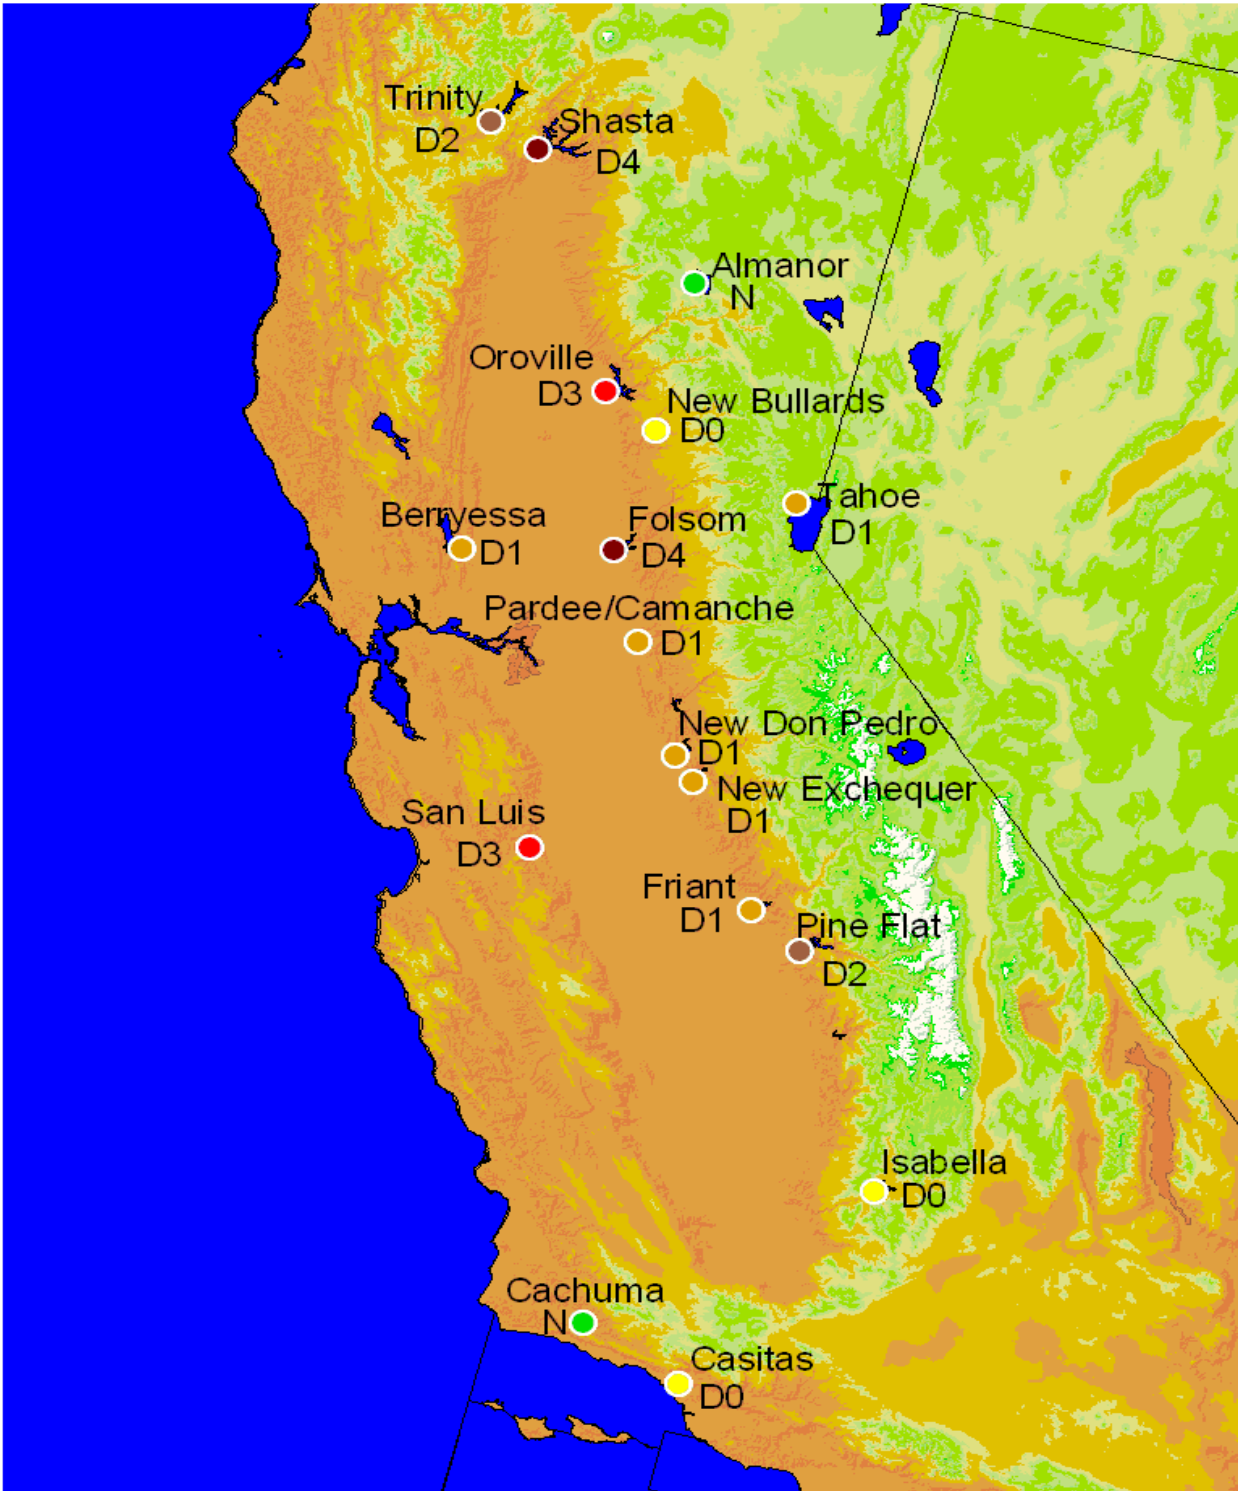 Trinity
D2
Shasta
D4
Almanor
N
Oroville
D3
New Bullards
D0
Tahoe
D1
Berryessa
D1
Folsom
D4
Pardee/Camanche
D1
New Don Pedro
D1
New Exchequer
D1
San Luis
D3
Friant
D1
Pine Flat
D2
Isabella
D0
Cachuma
N
Casitas
D0